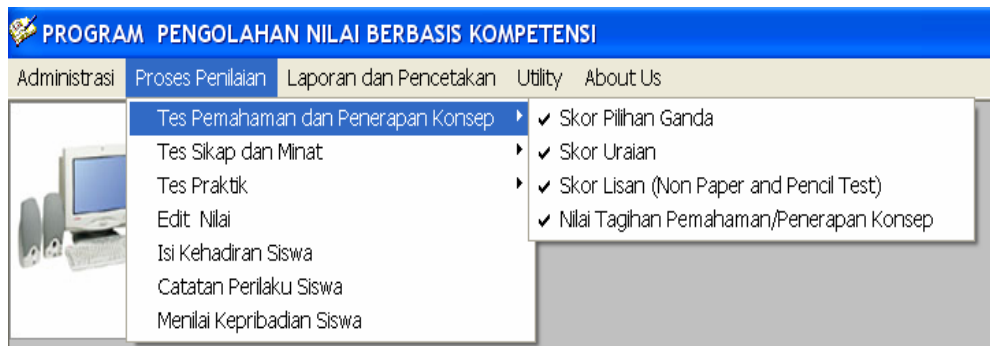 PROGRAM PENGOLAHAN NILAI BERBASIS KOMPETENSI
Administrasi Proses Penilaian Laporan dan Pencetakan Utility About Us
Tes Pemahaman dan Penerapan Konsep
Tes Sikap dan Minat
Tes Praktik
Edit Nilai
Isi Kehadiran Siswa
Catatan Perilaku Siswa
Menilai Kepribadian Siswa
Skor Pilihan Ganda
Skor Uraian
Skor Lisan (Non Paper and Pencil Test)
Nilai Tagihan Pemahaman/Penerapan Konsep